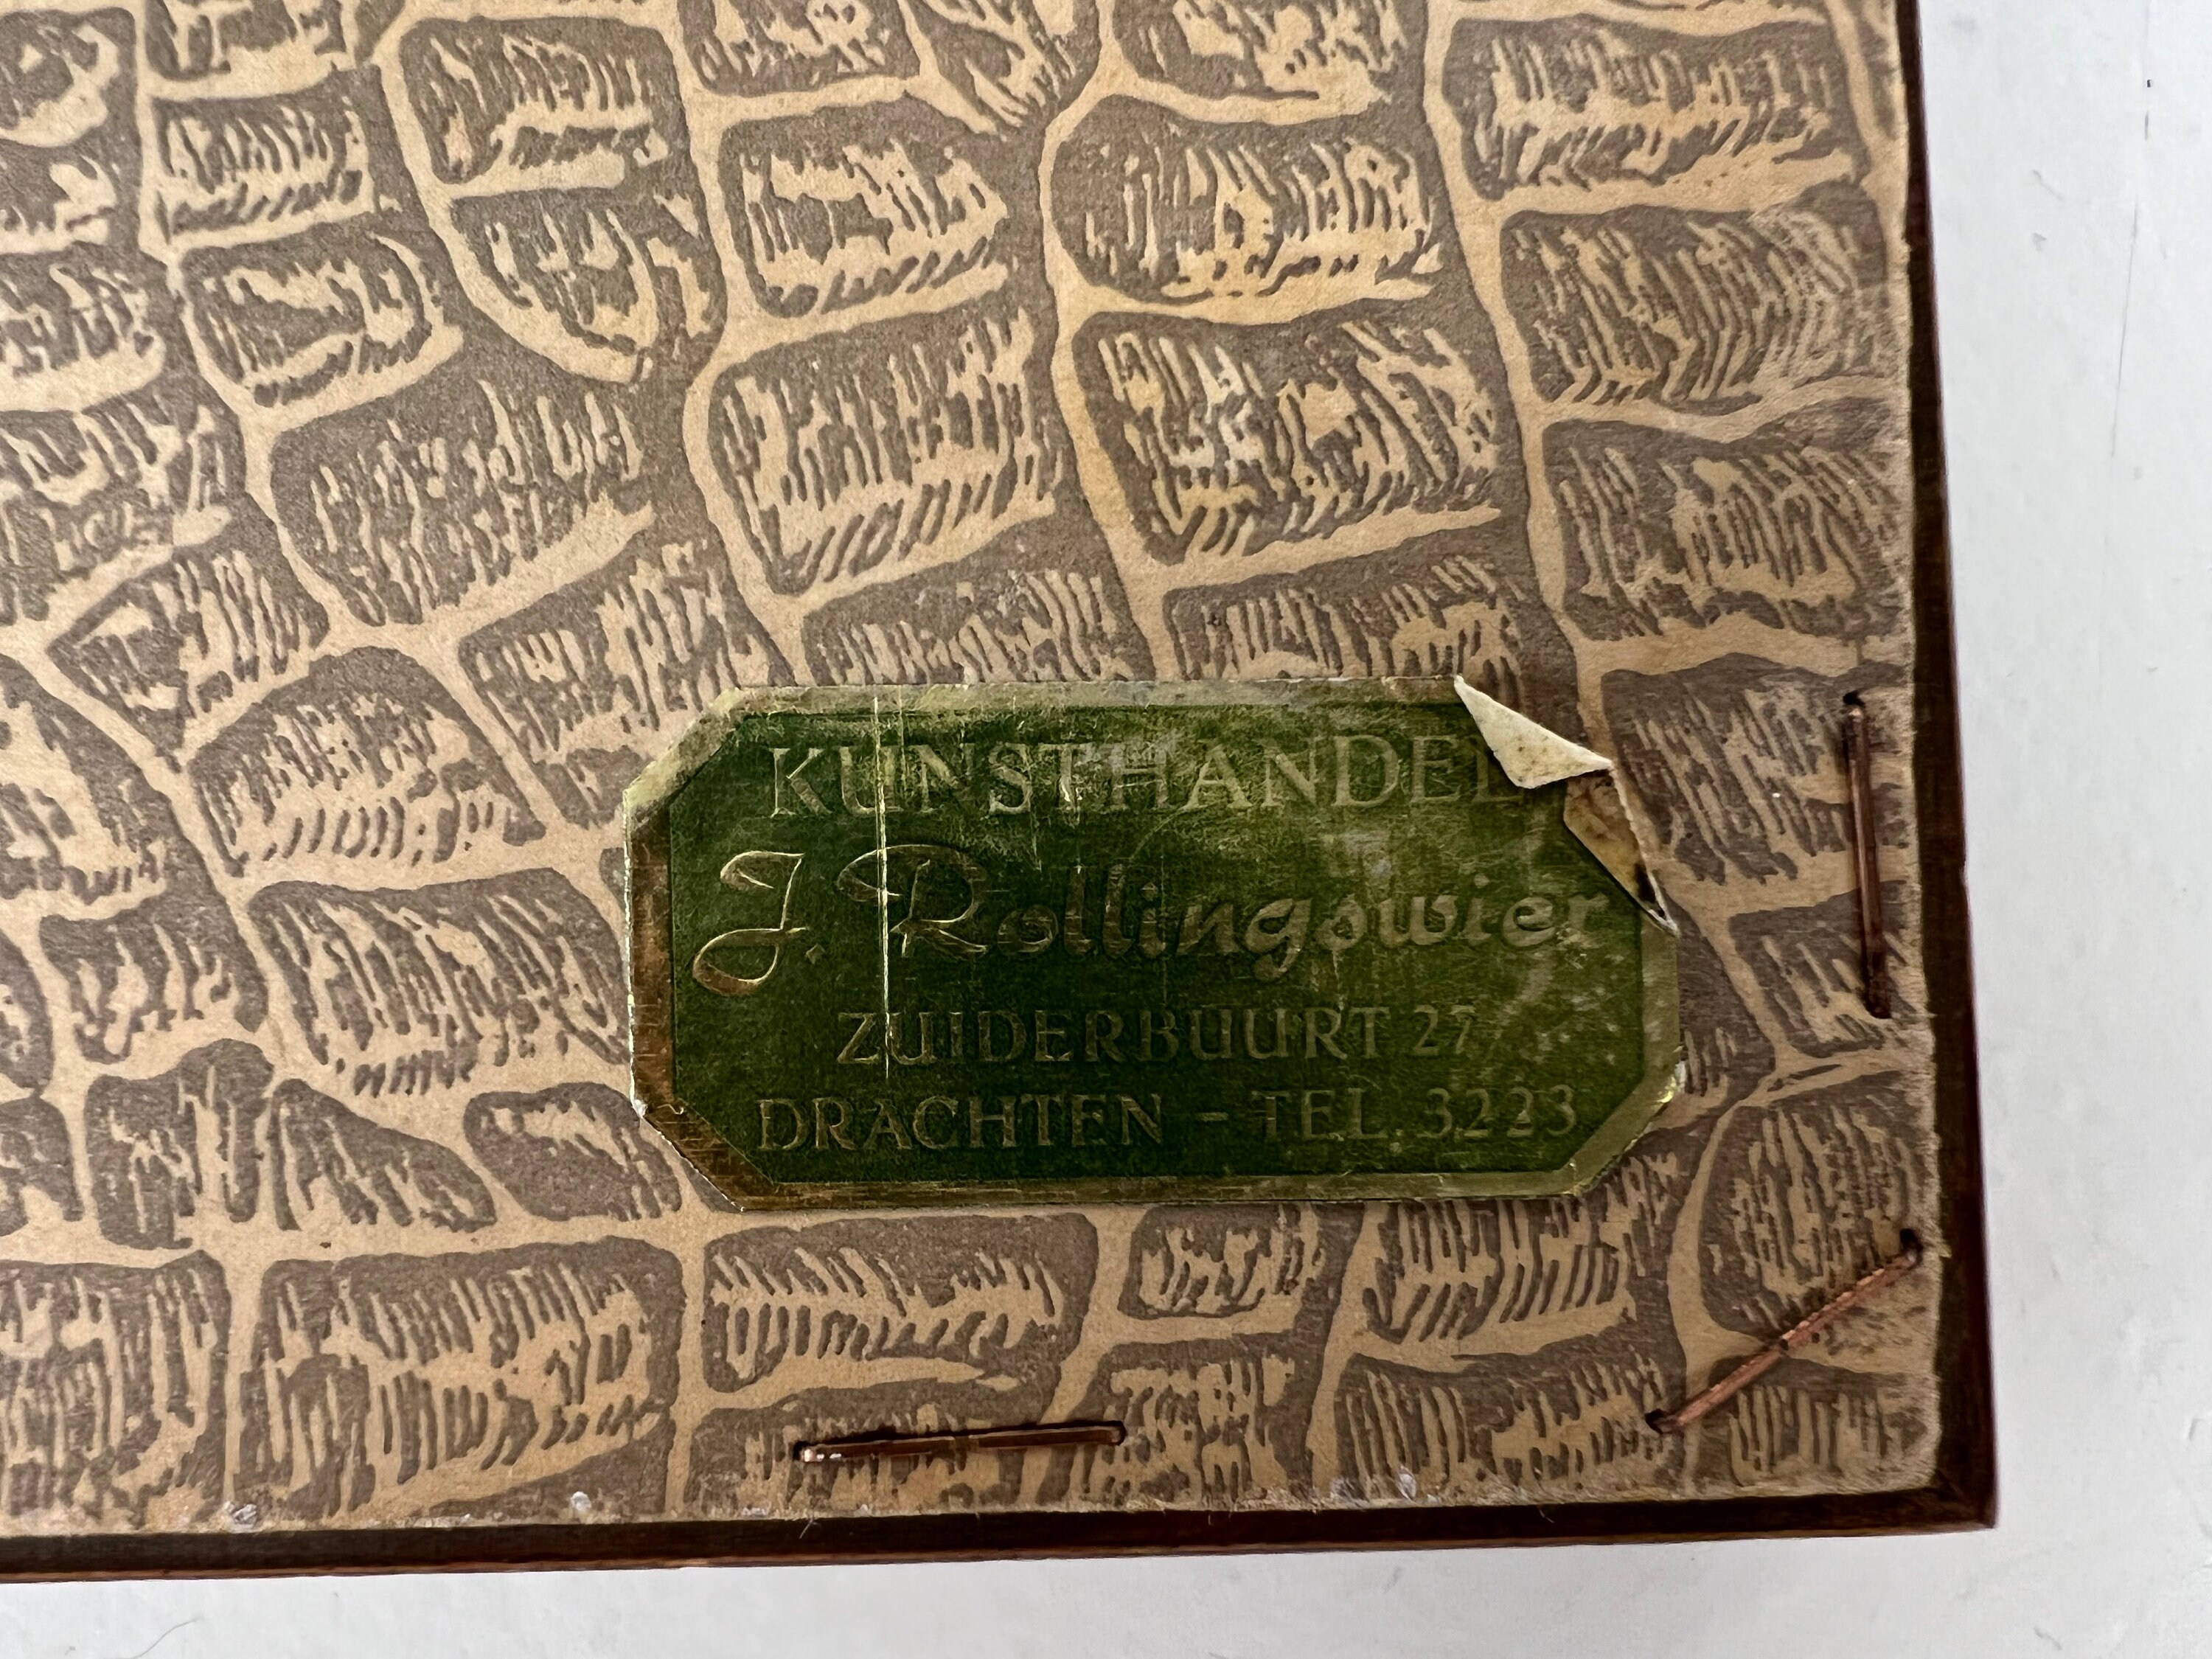 KUNSTHANDEL
J. Rollingswier
ZUIDERBUURT 27
DRACHTEN - TEL. 3223